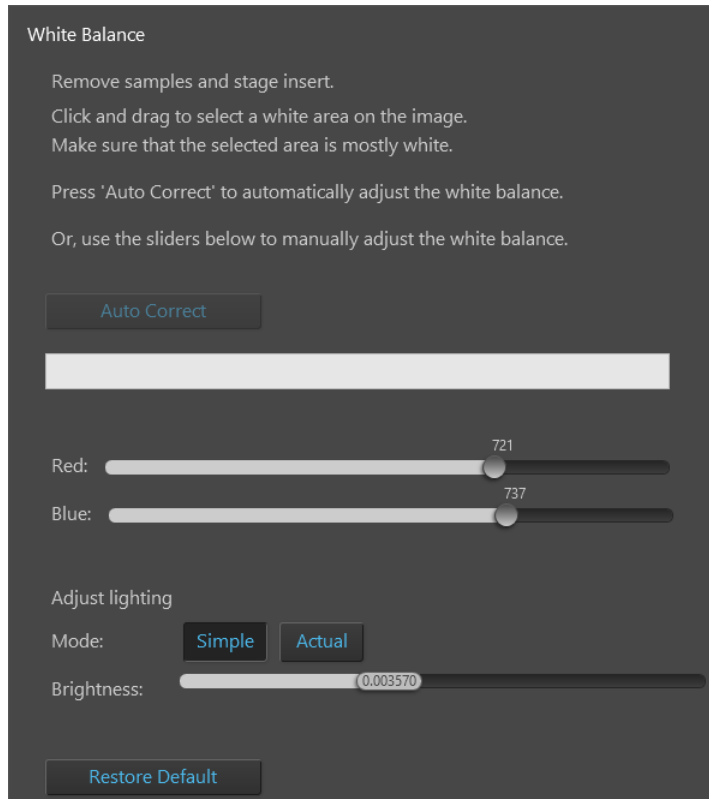 White Balance
Remove samples and stage insert.
Click and drag to select a white area on the image.
Make sure that the selected area is mostly white.
Press 'Auto Correct' to automatically adjust the white balance.
Or, use the sliders below to manually adjust the white balance.
Auto Correct
721
Red:
737
Blue:
Adjust lighting
Mode: Simple Actual
Brightness: 0.003570
Restore Default